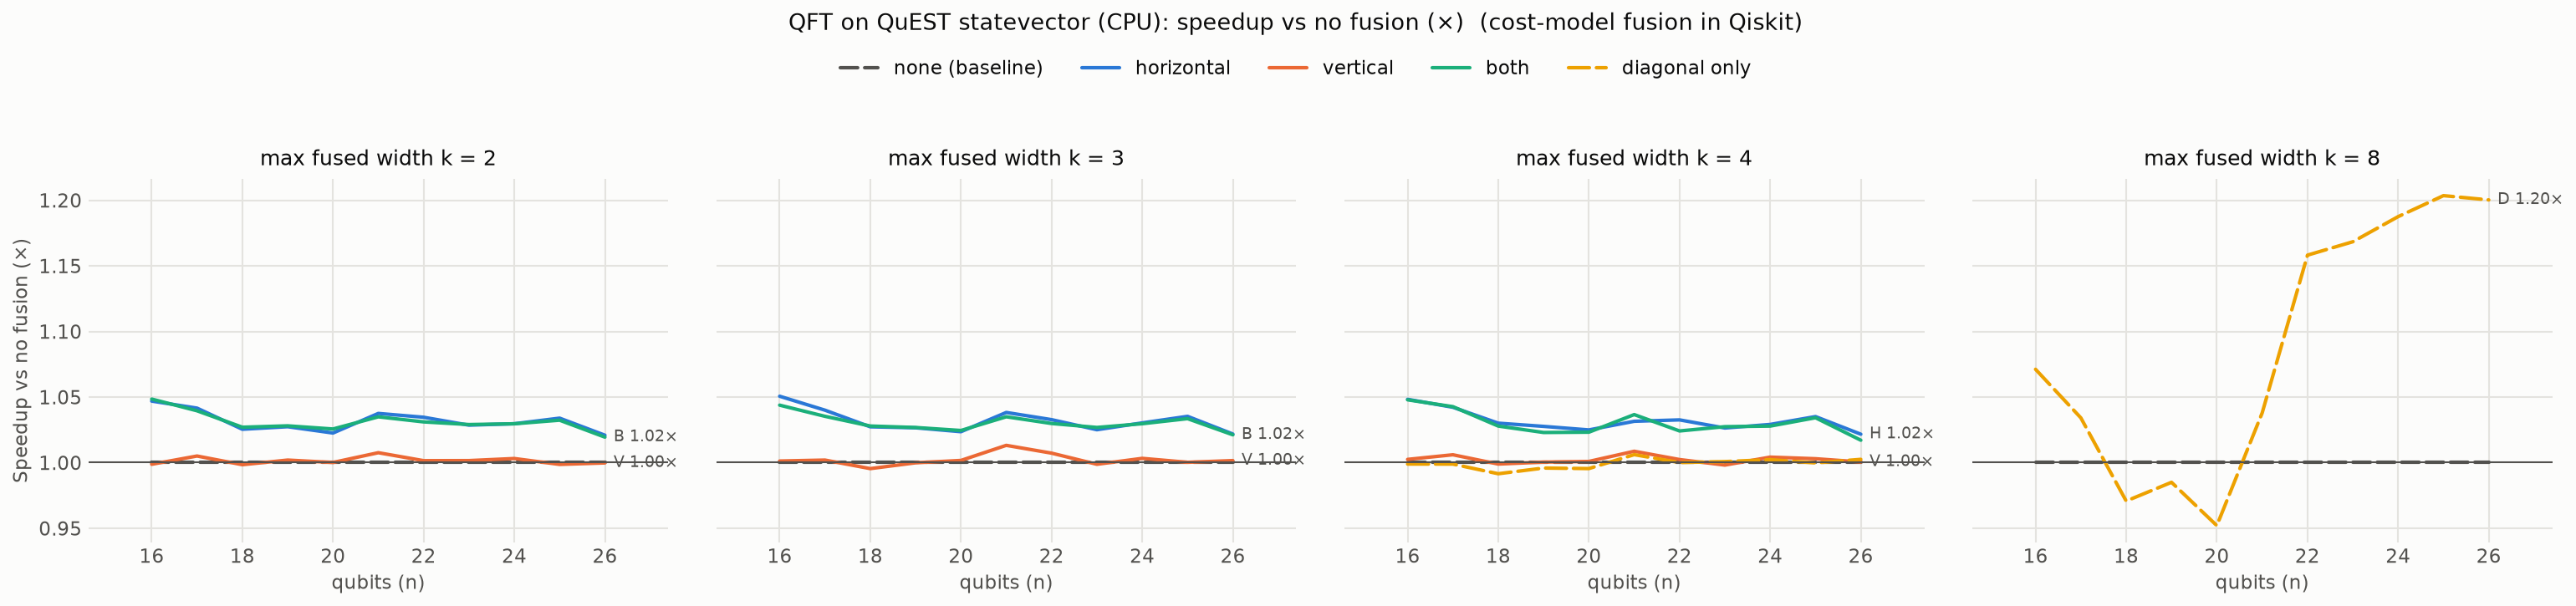 QFT on QuEST statevector (CPU): speedup vs no fusion (×)  (cost-model fusion in Qiskit)
none (baseline) horizontal vertical both diagonal only
max fused width k = 2
Speedup vs no fusion (×)
1.20
1.15
1.10
1.05
1.00
0.95
B 1.02×
V 1.00×
16 18 20 22 24 26
qubits (n)
max fused width k = 3
B 1.02×
V 1.00×
16 18 20 22 24 26
qubits (n)
max fused width k = 4
H 1.02×
V 1.00×
16 18 20 22 24 26
qubits (n)
max fused width k = 8
D 1.20×
16 18 20 22 24 26
qubits (n)